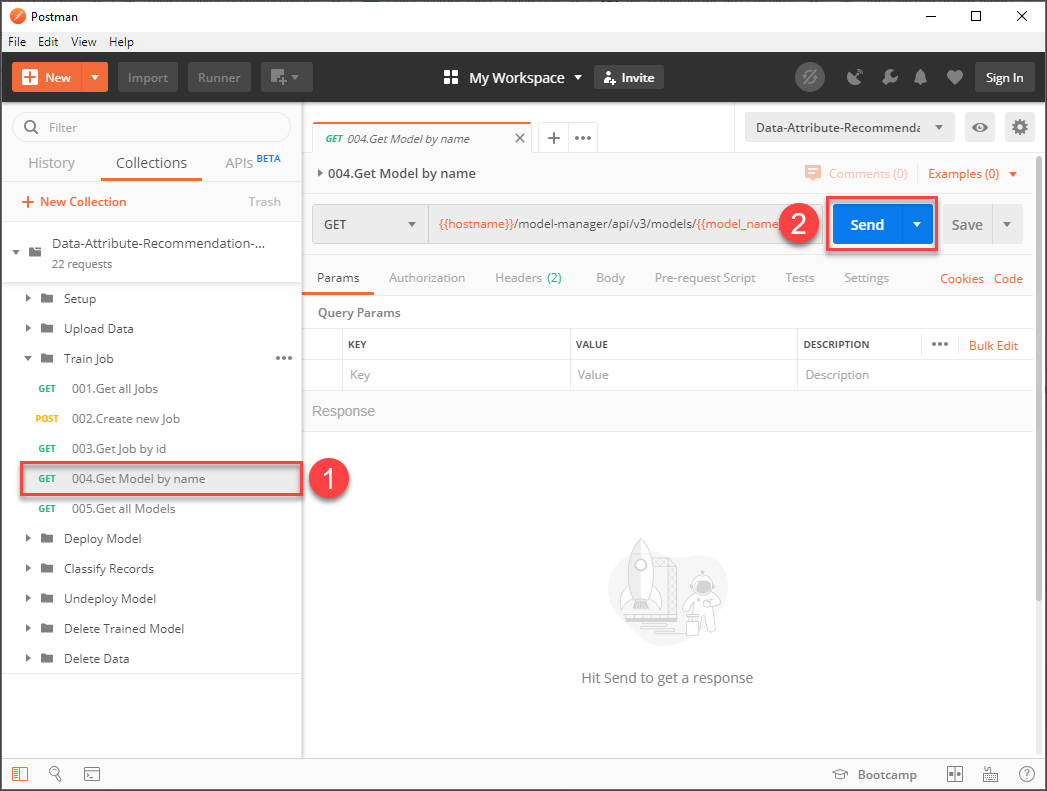 Postman
File Edit View Help
New Import Runner My Workspace Invite Sign In
Filter
History Collections APIs BETA
New Collection Trash
Data-Attribute-Recommendation-...
22 requests
Setup
Upload Data
Train Job
GET 001.Get all Jobs
POST 002.Create new Job
GET 003.Get Job by id
GET 004.Get Model by name
1
GET 005.Get all Models
Deploy Model
Classify Records
Undeploy Model
Delete Trained Model
Delete Data
GET 004.Get Model by name
Data-Attribute-Recommenda
004.Get Model by name Comments (0) Examples (0)
GET {{hostname}}/model-manager/api/v3/models/{{model_name 2 Send Save
Params Authorization Headers (2) Body Pre-request Script Tests Settings Cookies Code
Query Params
KEY VALUE DESCRIPTION Bulk Edit
Key Value Description
Response
Hit Send to get a response
Bootcamp